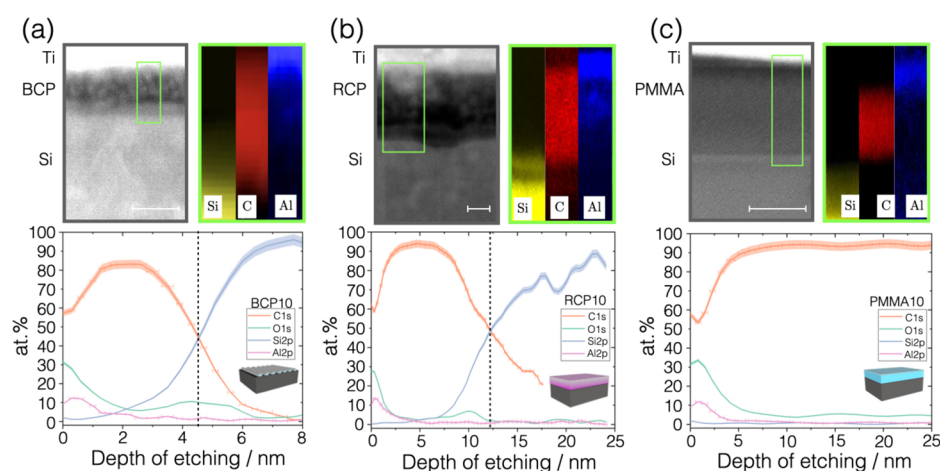 (a)
Ti
BCP
Si
Si C Al
(b)
Ti
RCP
Si
Si C Al
(c)
Ti
PMMA
Si
Si C Al
100
90
80
70
60
50
40
30
20
10
0
at.%
BCP10
C1s
O1s
Si2p
Al2p
0 2 4 6 8
Depth of etching / nm
100
90
80
70
60
50
40
30
20
10
0
at.%
RCP10
C1s
O1s
Si2p
Al2p
0 5 10 15 20 25
Depth of etching / nm
100
90
80
70
60
50
40
30
20
10
0
at.%
PMMA10
C1s
O1s
Si2p
Al2p
0 5 10 15 20 25
Depth of etching / nm